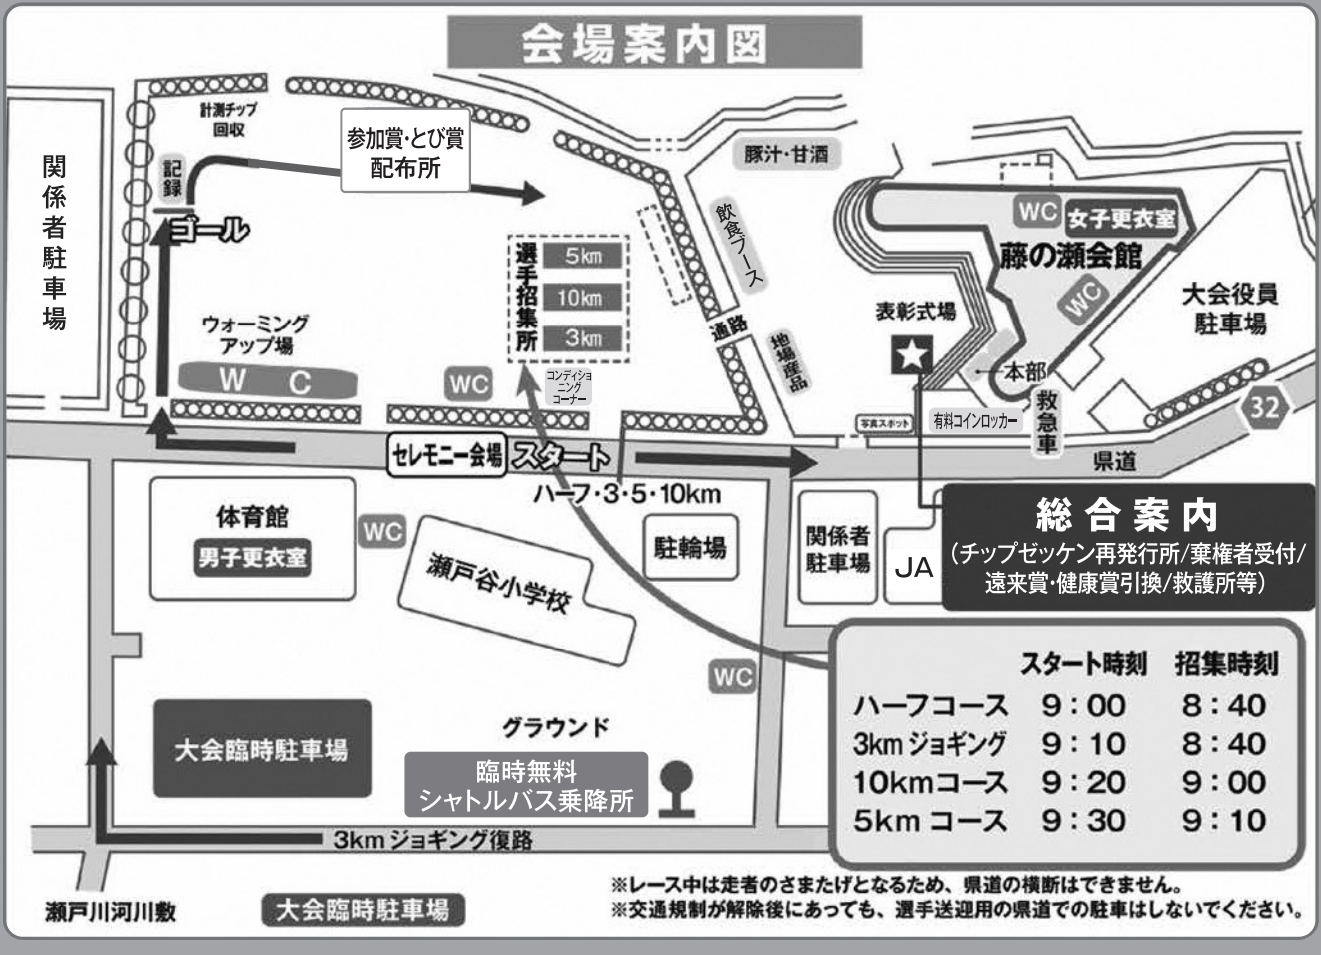 会場案内図
関係者駐車場
計測チップ
回収
記録
ゴール
参加賞・とび賞
配布所
選手招集所
5km
10km
3km
豚汁・甘酒
飲食ブース
通路
地場産品
WC
女子更衣室
藤の瀬会館
WC
表彰式場
大会役員
駐車場
本部
救急車
有料コインロッカー
写真スポット
32
ウォーミング
アップ場
W C
WC
コンディショ
ニング
コーナー
セレモニー会場
スタート
ハーフ・3・5・10km
県道
体育館
男子更衣室
WC
瀬戸谷小学校
駐輪場
関係者
駐車場
JA
総合案内
(チップゼッケン再発行所/棄権者受付/
遠来賞・健康賞引換/救護所等)
WC
大会臨時駐車場
グラウンド
臨時無料
シャトルバス乗降所
スタート時刻 招集時刻
ハーフコース 9:00 8:40
3kmジョギング 9:10 8:40
10kmコース 9:20 9:00
5kmコース 9:30 9:10
3kmジョギング復路
瀬戸川河川敷
大会臨時駐車場
※レース中は走者のさまたげとなるため、県道の横断はできません。
※交通規制が解除後にあっても、選手送迎用の県道での駐車はしないでください。